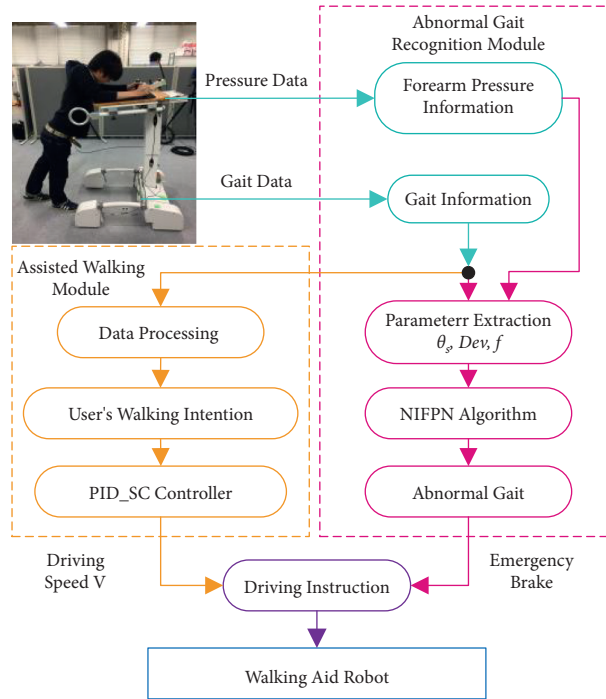 Abnormal Gait
Recognition Module
Pressure Data
Forearm Pressure
Information
Gait Data
Gait Information
Assisted Walking
Module
Data Processing
Parameterr Extraction
θs, Dev, f
User's Walking Intention
NIFPN Algorithm
PID_SC Controller
Abnormal Gait
Driving
Speed V
Emergency
Brake
Driving Instruction
Walking Aid Robot